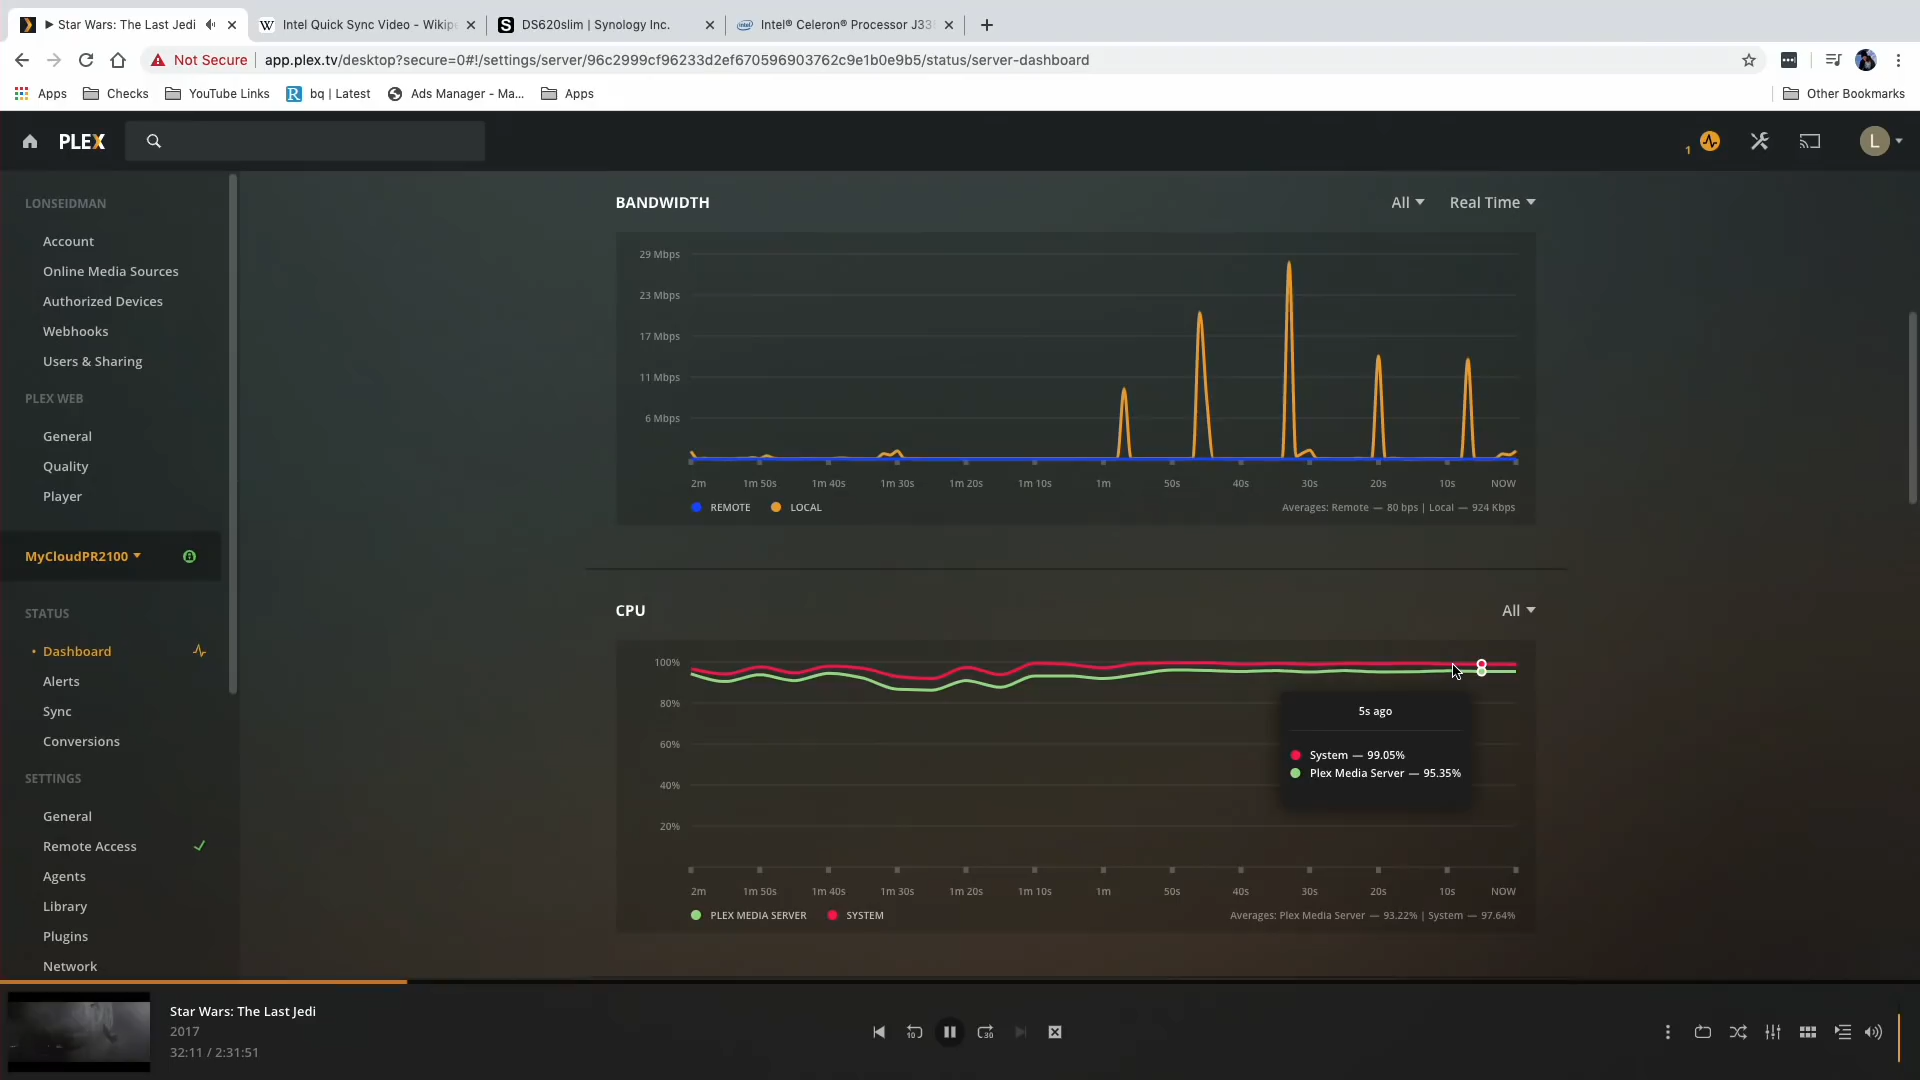 Star Wars: The Last Jedi
Intel Quick Sync Video - Wikip
DS620slim | Synology Inc.
Intel® Celeron® Processor J33
Not Secure
app.plex.tv/desktop?secure=0#!/settings/server/96c2999cf96233d2ef670596903762c9e1b0e9b5/status/server-dashboard
Apps
Checks
YouTube Links
bq | Latest
Ads Manager - Ma...
Apps
Other Bookmarks
PLEX
1
L
LONSEIDMAN
Account
Online Media Sources
Authorized Devices
Webhooks
Users & Sharing
PLEX WEB
General
Quality
Player
MyCloudPR2100
STATUS
Dashboard
Alerts
Sync
Conversions
SETTINGS
General
Remote Access
Agents
Library
Plugins
Network
BANDWIDTH
All
Real Time
29 Mbps
23 Mbps
17 Mbps
11 Mbps
6 Mbps
2m 1m 50s 1m 40s 1m 30s 1m 20s 1m 10s 1m 50s 40s 30s 20s 10s NOW
REMOTE LOCAL
Averages: Remote — 80 bps | Local — 924 Kbps
CPU
All
100%
80%
60%
40%
20%
5s ago
System — 99.05%
Plex Media Server — 95.35%
2m 1m 50s 1m 40s 1m 30s 1m 20s 1m 10s 1m 50s 40s 30s 20s 10s NOW
PLEX MEDIA SERVER SYSTEM
Averages: Plex Media Server — 93.22% | System — 97.64%
Star Wars: The Last Jedi
2017
32:11 / 2:31:51
10
30